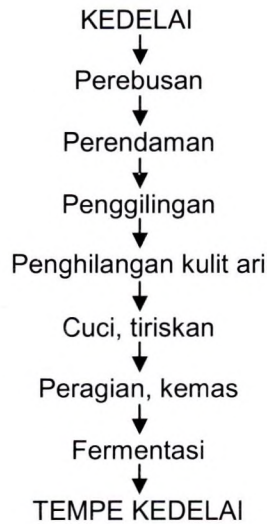 KEDELAI
Perebusan
Perendaman
Penggilingan
Penghilangan kulit ari
Cuci, tiriskan
Peragian, kemas
Fermentasi
TEMPE KEDELAI